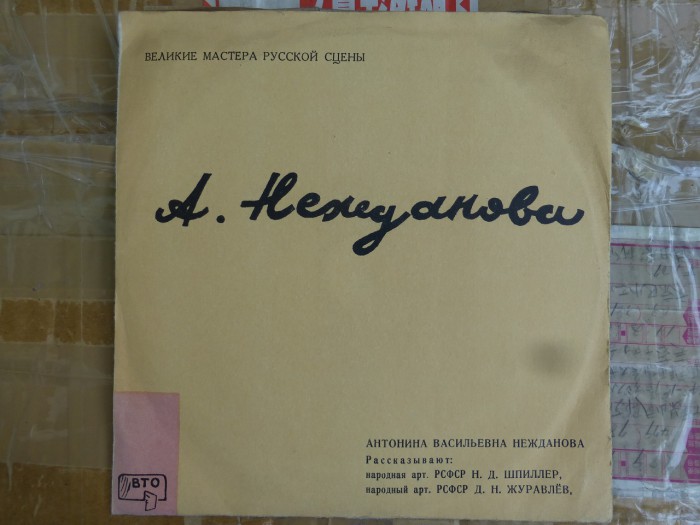 ВЕЛИКИЕ МАСТЕРА РУССКОЙ СЦЕНЫ
А. Нежданова
АНТОНИНА ВАСИЛЬЕВНА НЕЖДАНОВА
Рассказывают:
народная арт. РСФСР Н. Д. ШПИЛЛЕР,
народный арт. РСФСР Д. Н. ЖУРАВЛЁВ,
ВТО